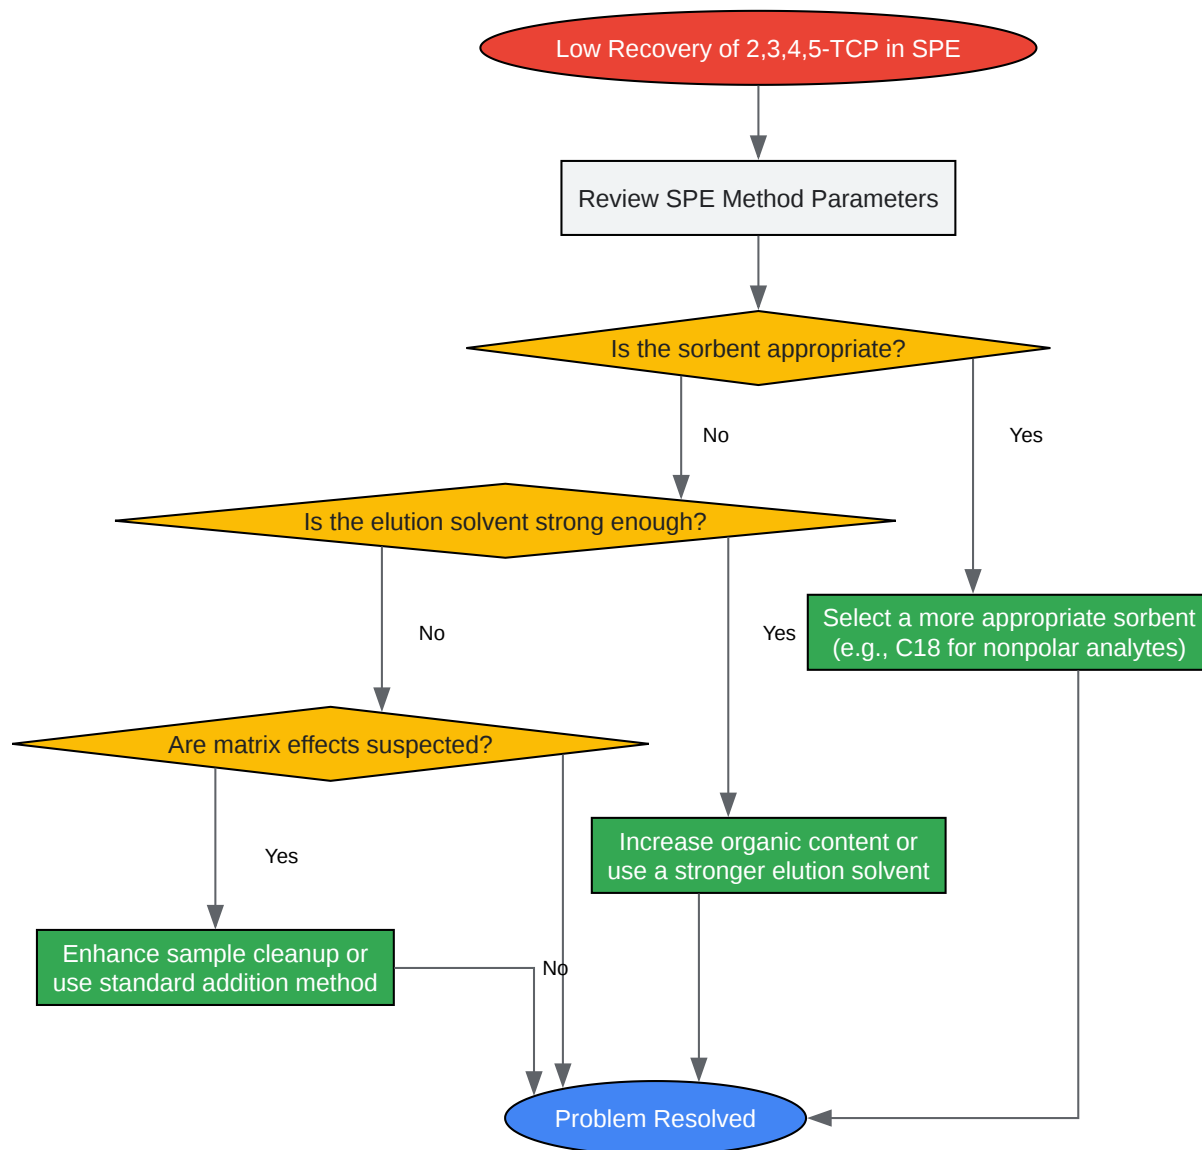 Low Recovery of 2,3,4,5-TCP in SPE
Review SPE Method Parameters
Is the sorbent appropriate?
No
Yes
Is the elution solvent strong enough?
No
Yes
Select a more appropriate sorbent
(e.g., C18 for nonpolar analytes)
Are matrix effects suspected?
Yes
Increase organic content or
use a stronger elution solvent
Enhance sample cleanup or
use standard addition method
No
Problem Resolved